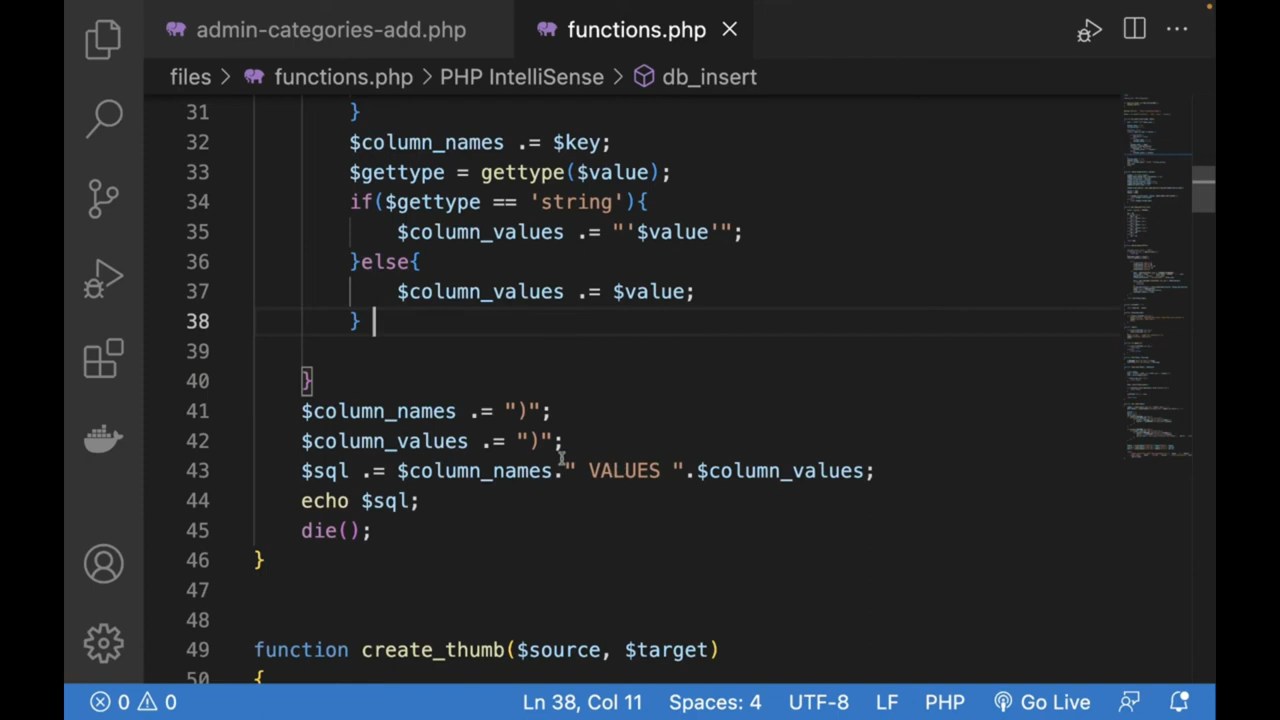 admin-categories-add.php functions.php
files > functions.php > PHP IntelliSense > db_insert
31 }
32 $column_names .= $key;
33 $gettype = gettype($value);
34 if($gettype == 'string'){
35 $column_values .= "'$value'";
36 }else{
37 $column_values .= $value;
38 }
39
40 }
41 $column_names .= ")";
42 $column_values .= ")";
43 $sql .= $column_names." VALUES ".$column_values;
44 echo $sql;
45 die();
46 }
47
48
49 function create_thumb($source, $target)
50 {
0 0 Ln 38, Col 11 Spaces: 4 UTF-8 LF PHP Go Live